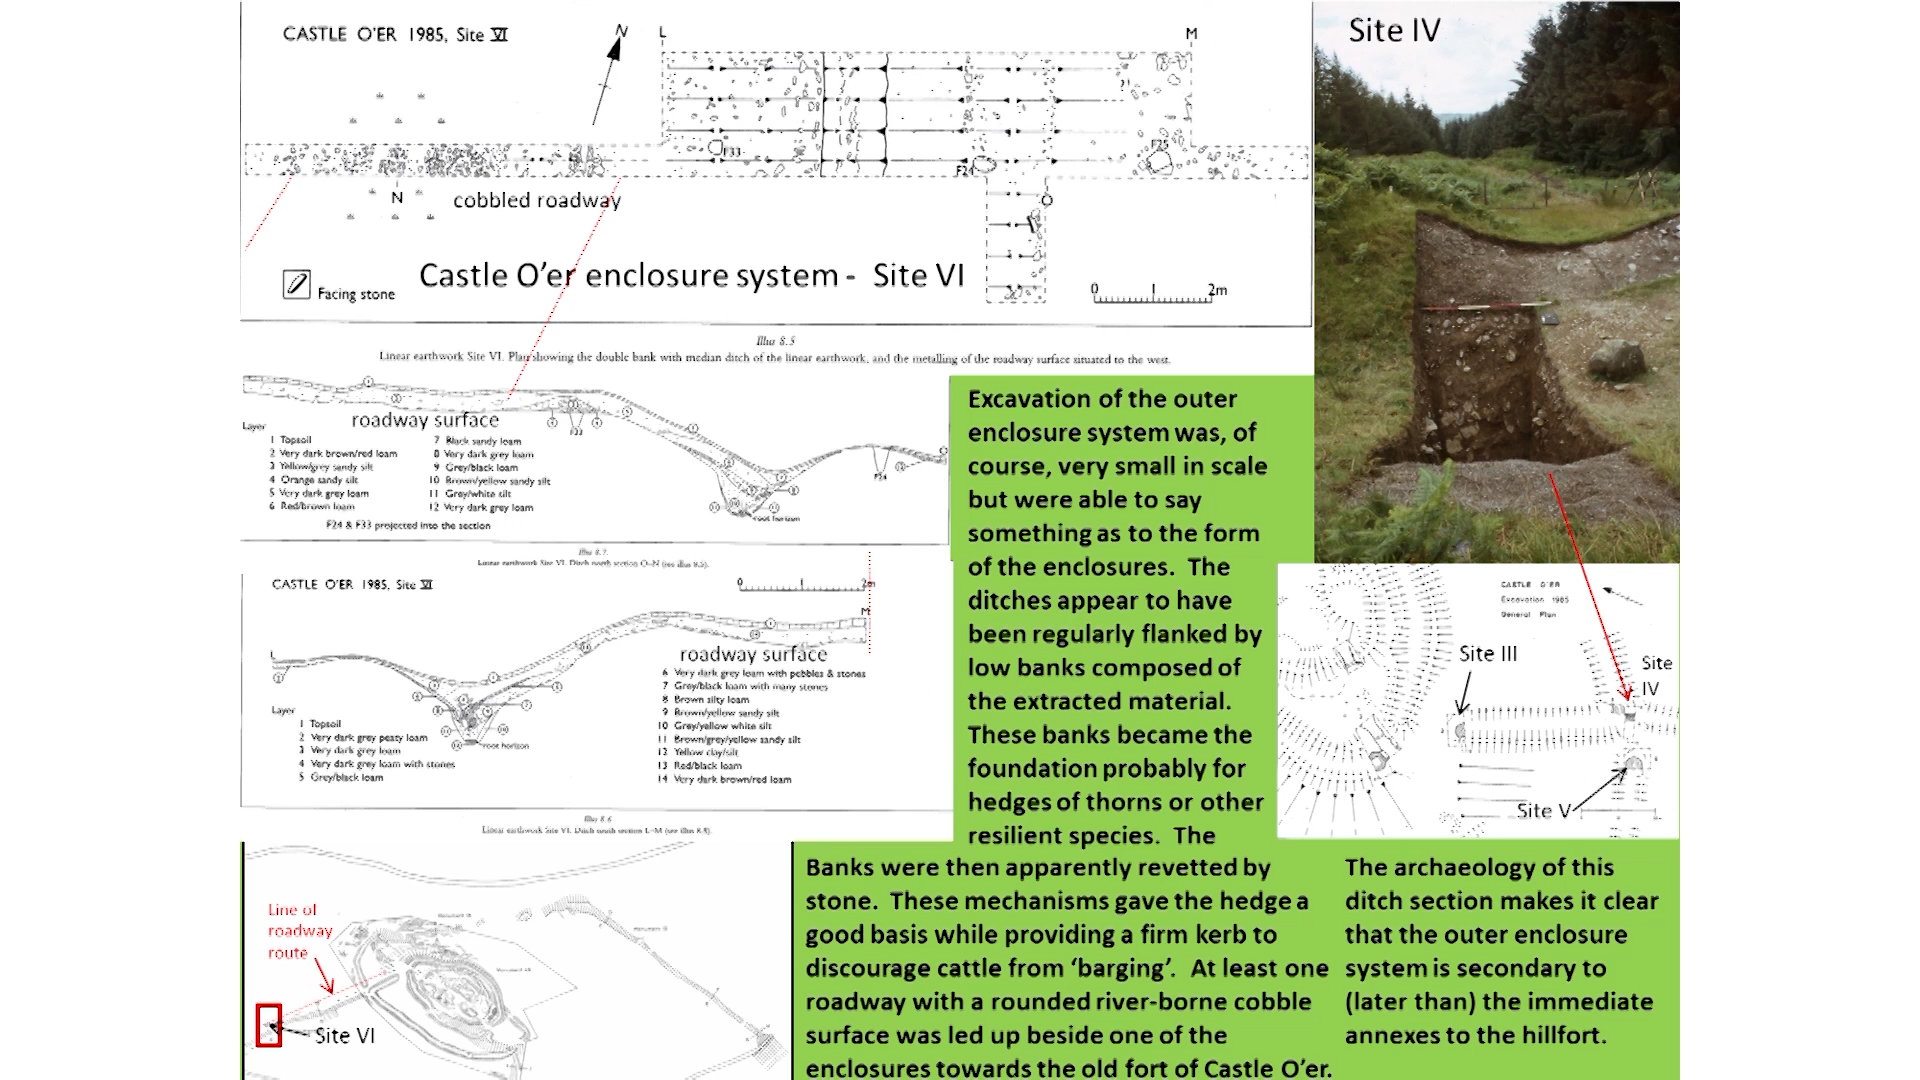 CASTLE O'ER 1985, Site VI
N
L
M
F33
F24
F25
N
O
cobbled roadway
Facing stone
Castle O'er enclosure system - Site VI
0 1 2m
Illus 8.5
Linear earthwork Site VI. Plan showing the double bank with median ditch of the linear earthwork, and the metalling of the roadway surface situated to the west.
roadway surface
Layer
1 Topsoil
2 Very dark brown/red loam
3 Yellow/grey sandy silt
4 Orange sandy silt
5 Very dark grey loam
6 Red/brown loam
7 Black sandy loam
8 Very dark grey loam
9 Grey/black loam
10 Brown/yellow sandy silt
11 Grey/white silt
12 Very dark grey loam
F24 & F33 projected into the section
F33
F24
O
root horizon
Illus 8.7
Linear earthwork Site VI. Ditch north section O-N (see illus 8.5).
CASTLE O'ER 1985, Site VI
0 1 2m
L
M
roadway surface
Layer
1 Topsoil
2 Very dark grey peaty loam
3 Very dark grey loam
4 Very dark grey loam with stones
5 Grey/black loam
root horizon
6 Very dark grey loam with pebbles & stones
7 Grey/black loam with many stones
8 Brown silty loam
9 Brown/yellow sandy silt
10 Grey/yellow white silt
11 Brown/grey/yellow sandy silt
12 Yellow clay/silt
13 Red/black loam
14 Very dark brown/red loam
Illus 8.6
Linear earthwork Site VI. Ditch south section L-M (see illus 8.5).
Line of
roadway
route
Site VI
Excavation of the outer
enclosure system was, of
course, very small in scale
but were able to say
something as to the form
of the enclosures. The
ditches appear to have
been regularly flanked by
low banks composed of
the extracted material.
These banks became the
foundation probably for
hedges of thorns or other
resilient species. The
Banks were then apparently revetted by
stone. These mechanisms gave the hedge a
good basis while providing a firm kerb to
discourage cattle from ‘barging’. At least one
roadway with a rounded river-borne cobble
surface was led up beside one of the
enclosures towards the old fort of Castle O’er.
Site IV
CASTLE O'ER
Excavation 1985
General Plan
Site III
Site
IV
Site V
The archaeology of this
ditch section makes it clear
that the outer enclosure
system is secondary to
(later than) the immediate
annexes to the hillfort.